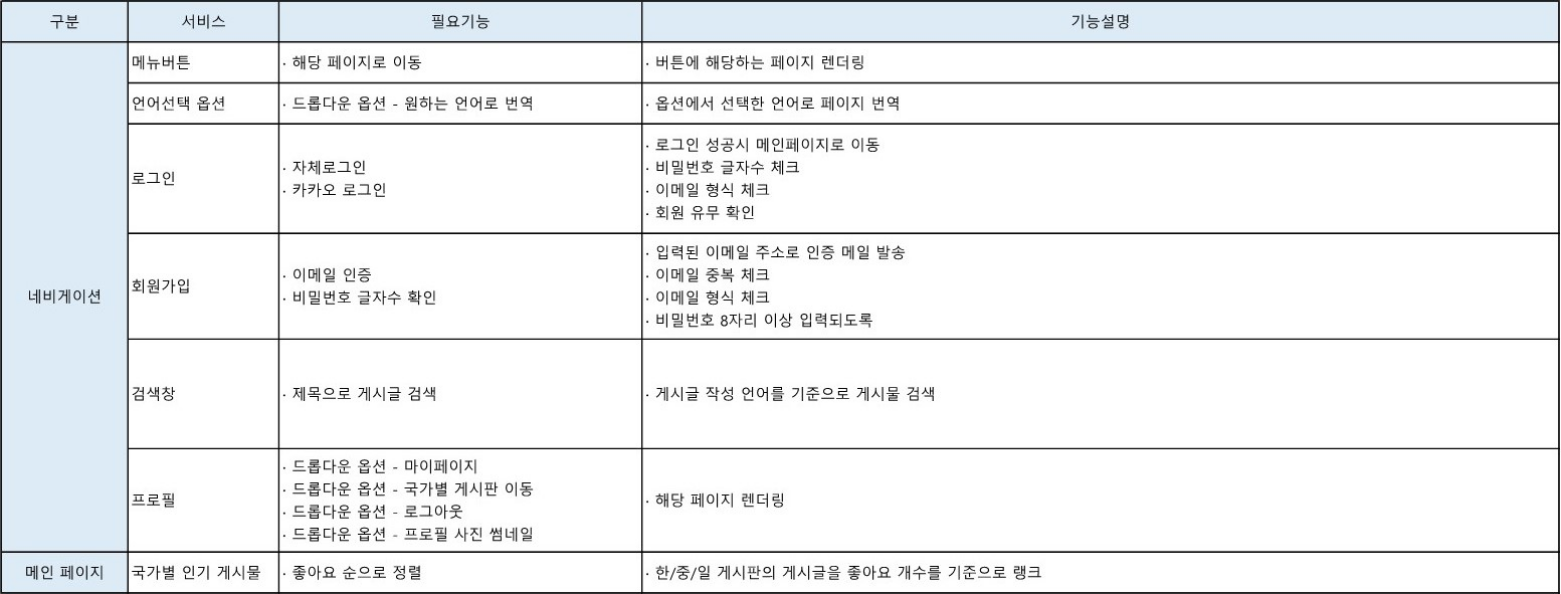 구분 서비스 필요기능 기능설명
네비게이션
메뉴버튼 · 해당 페이지로 이동 · 버튼에 해당하는 페이지 렌더링
언어선택 옵션 · 드롭다운 옵션 - 원하는 언어로 번역 · 옵션에서 선택한 언어로 페이지 번역
로그인
· 자체로그인
· 카카오 로그인
· 로그인 성공시 메인페이지로 이동
· 비밀번호 글자수 체크
· 이메일 형식 체크
· 회원 유무 확인
회원가입
· 이메일 인증
· 비밀번호 글자수 확인
· 입력된 이메일 주소로 인증 메일 발송
· 이메일 중복 체크
· 이메일 형식 체크
· 비밀번호 8자리 이상 입력되도록
검색창 · 제목으로 게시글 검색 · 게시글 작성 언어를 기준으로 게시물 검색
프로필
· 드롭다운 옵션 - 마이페이지
· 드롭다운 옵션 - 국가별 게시판 이동
· 드롭다운 옵션 - 로그아웃
· 드롭다운 옵션 - 프로필 사진 썸네일
· 해당 페이지 렌더링
메인 페이지 국가별 인기 게시물 · 좋아요 순으로 정렬 · 한/중/일 게시판의 게시글을 좋아요 개수를 기준으로 랭크